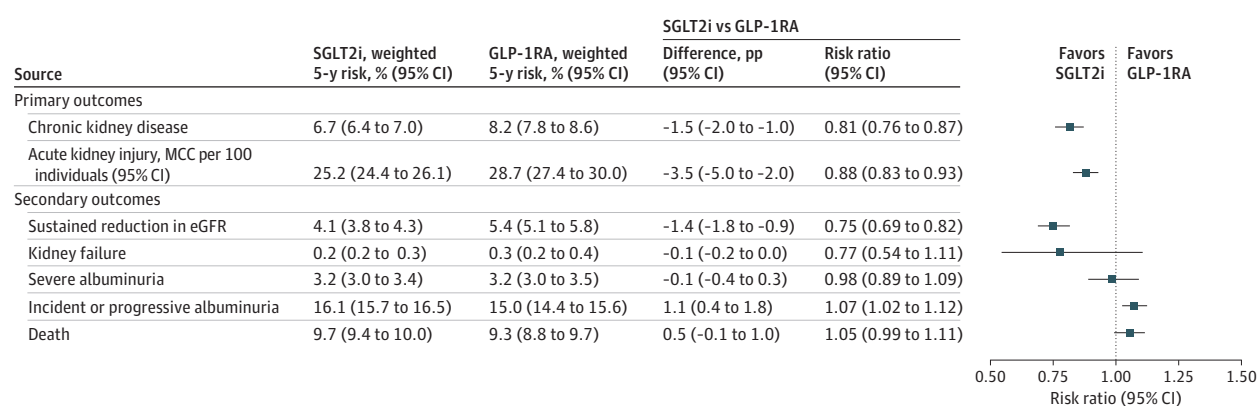 SGLT2i vs GLP-1RA
Source SGLT2i, weighted 5-y risk, % (95% CI) GLP-1RA, weighted 5-y risk, % (95% CI) Difference, pp (95% CI) Risk ratio (95% CI) Favors SGLT2i Favors GLP-1RA
Primary outcomes
Chronic kidney disease 6.7 (6.4 to 7.0) 8.2 (7.8 to 8.6) -1.5 (-2.0 to -1.0) 0.81 (0.76 to 0.87)
Acute kidney injury, MCC per 100
individuals (95% CI) 25.2 (24.4 to 26.1) 28.7 (27.4 to 30.0) -3.5 (-5.0 to -2.0) 0.88 (0.83 to 0.93)
Secondary outcomes
Sustained reduction in eGFR 4.1 (3.8 to 4.3) 5.4 (5.1 to 5.8) -1.4 (-1.8 to -0.9) 0.75 (0.69 to 0.82)
Kidney failure 0.2 (0.2 to 0.3) 0.3 (0.2 to 0.4) -0.1 (-0.2 to 0.0) 0.77 (0.54 to 1.11)
Severe albuminuria 3.2 (3.0 to 3.4) 3.2 (3.0 to 3.5) -0.1 (-0.4 to 0.3) 0.98 (0.89 to 1.09)
Incident or progressive albuminuria 16.1 (15.7 to 16.5) 15.0 (14.4 to 15.6) 1.1 (0.4 to 1.8) 1.07 (1.02 to 1.12)
Death 9.7 (9.4 to 10.0) 9.3 (8.8 to 9.7) 0.5 (-0.1 to 1.0) 1.05 (0.99 to 1.11)
0.50 0.75 1.00 1.25 1.50
Risk ratio (95% CI)